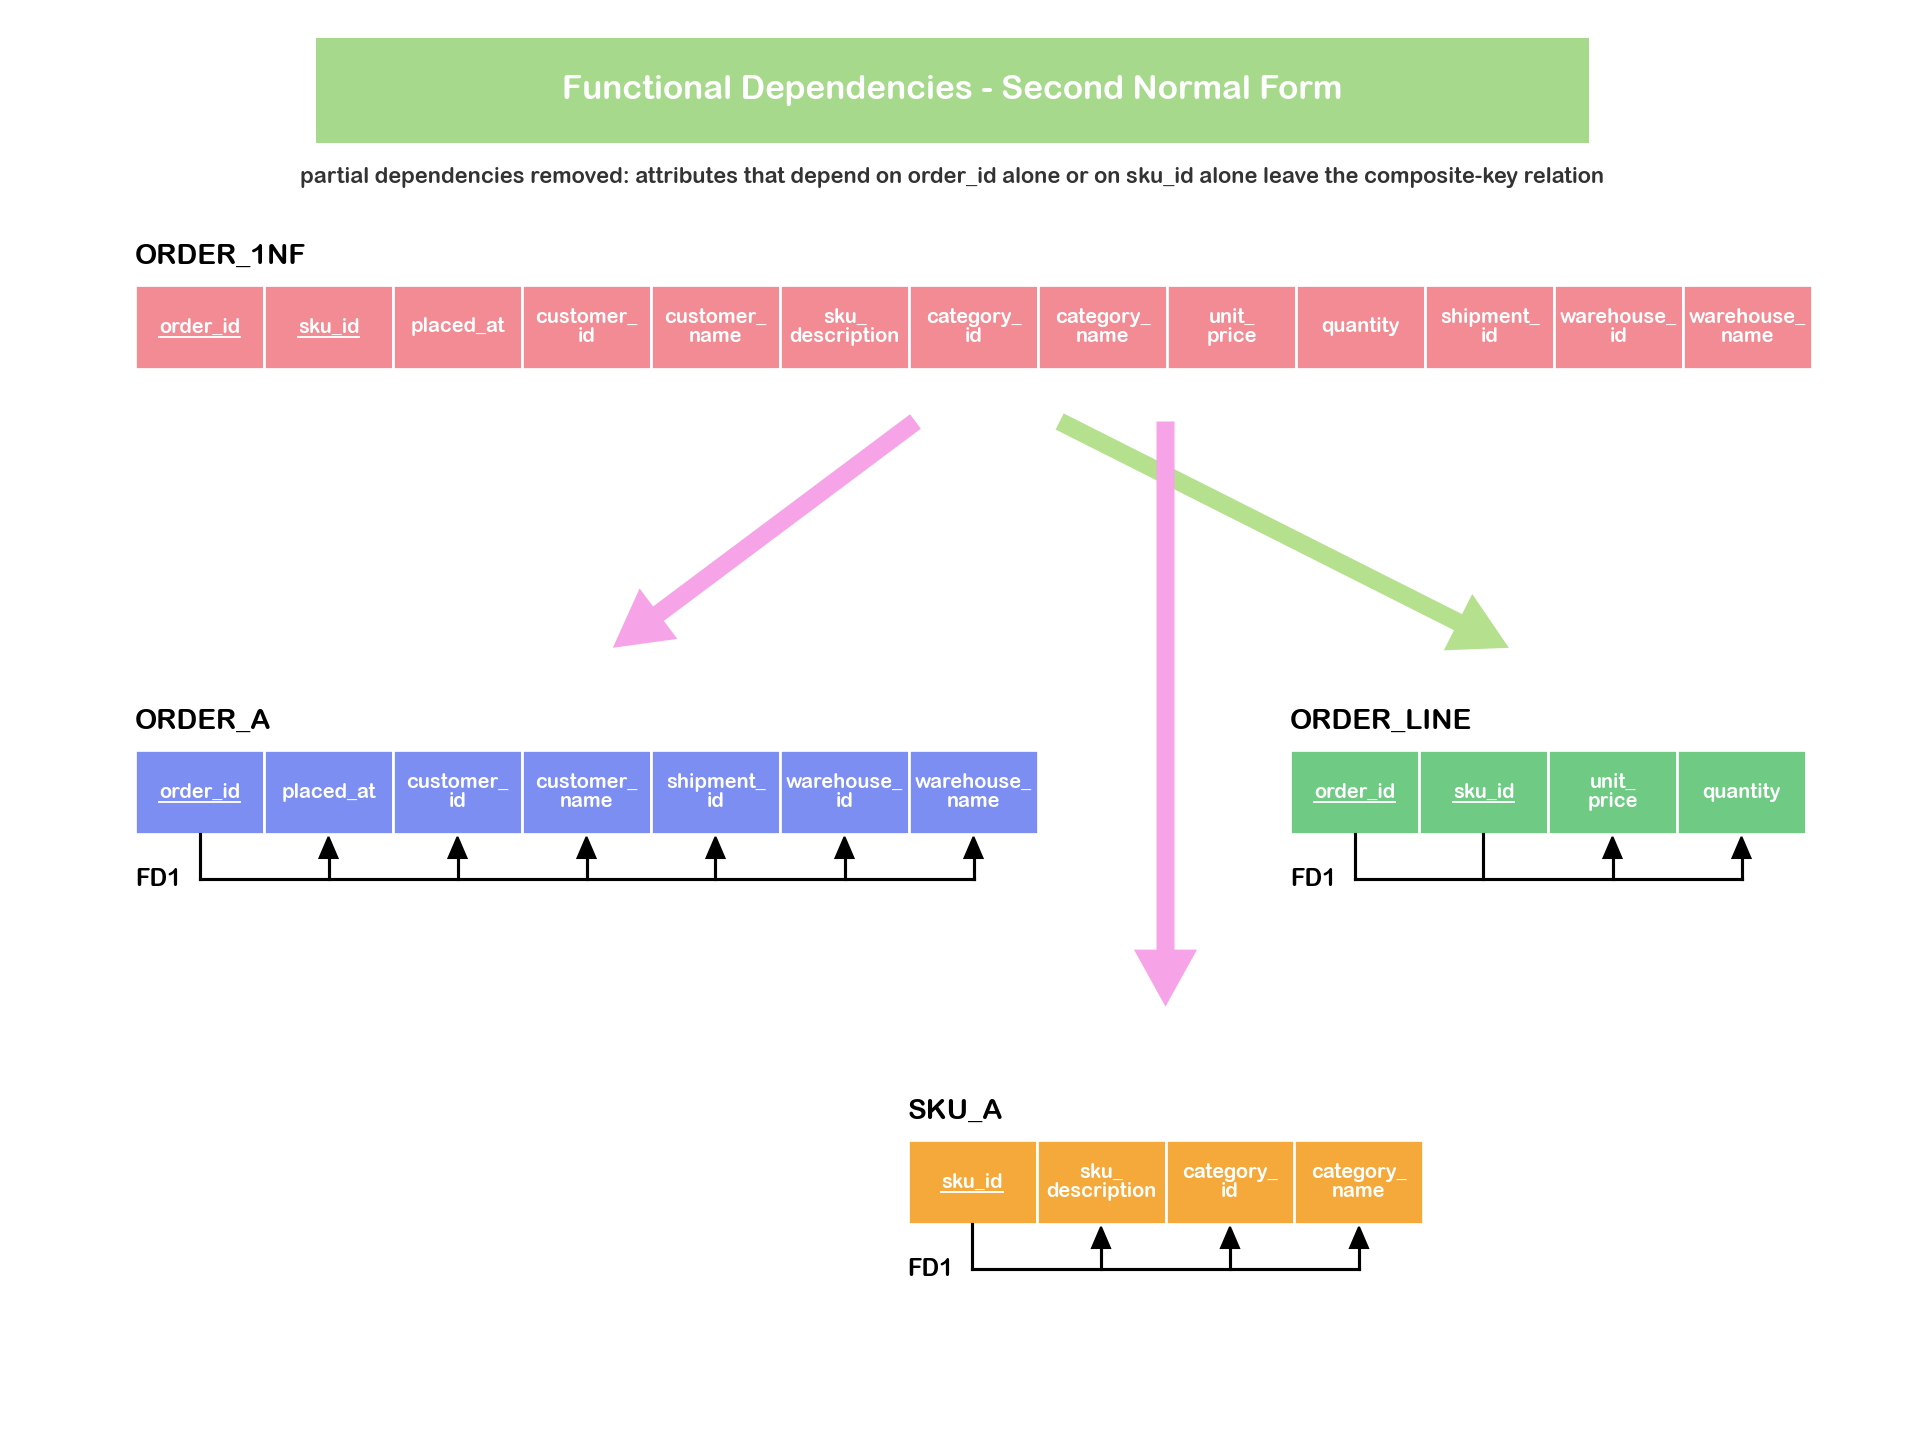 Functional Dependencies - Second Normal Form
partial dependencies removed: attributes that depend on order_id alone or on sku_id alone leave the composite-key relation
ORDER_1NF
order_id
sku_id
placed_at
customer_
id
customer_
name
sku_
description
category_
id
category_
name
unit_
price
quantity
shipment_
id
warehouse_
id
warehouse_
name
ORDER_A
order_id
placed_at
customer_
id
customer_
name
shipment_
id
warehouse_
id
warehouse_
name
FD1
ORDER_LINE
order_id
sku_id
unit_
price
quantity
FD1
SKU_A
sku_id
sku_
description
category_
id
category_
name
FD1